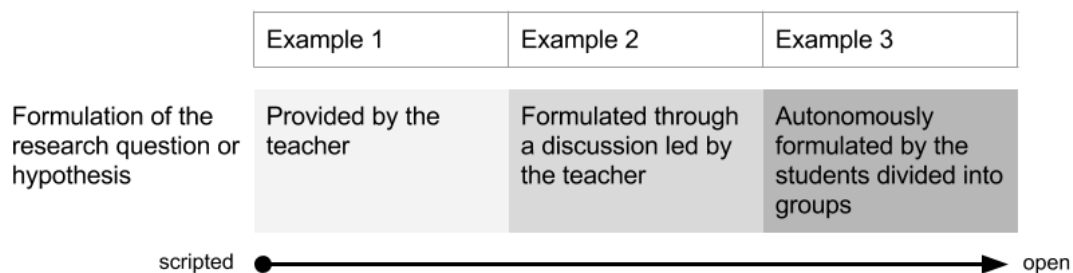 Example 1
Example 2
Example 3
Formulation of the
research question or
hypothesis
Provided by the
teacher
Formulated through
a discussion led by
the teacher
Autonomously
formulated by the
students divided into
groups
scripted
open